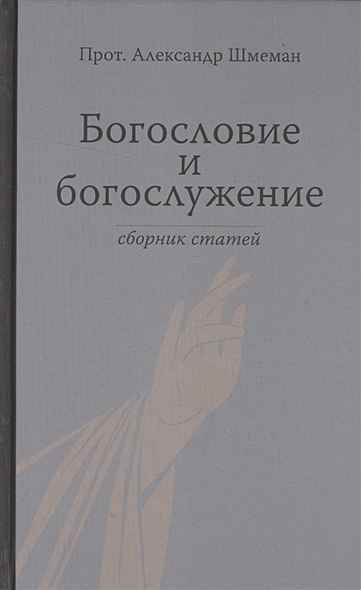 Прот. Александр Шмеман
Богословие
и
богослужение
сборник статей